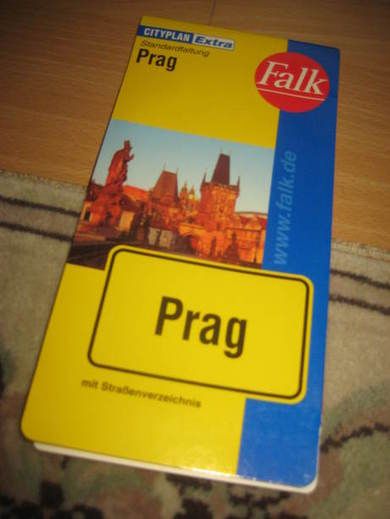 CITYPLAN Extra
Standardfaltung
Prag
Falk
www.falk.de
Prag
mit Straßenverzeichnis